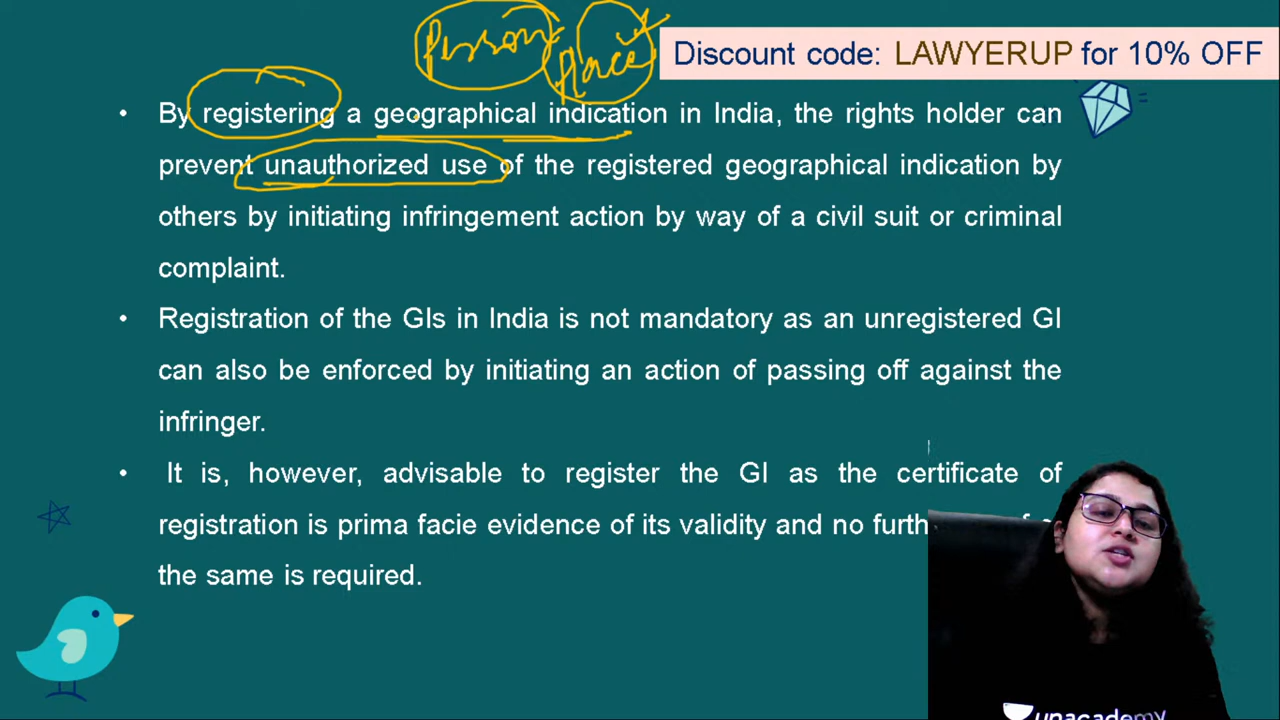 Person
place
Discount code: LAWYERUP for 10% OFF
• By registering a geographical indication in India, the rights holder can
prevent unauthorized use of the registered geographical indication by
others by initiating infringement action by way of a civil suit or criminal
complaint.
• Registration of the GIs in India is not mandatory as an unregistered GI
can also be enforced by initiating an action of passing off against the
infringer.
• It is, however, advisable to register the GI as the certificate of
registration is prima facie evidence of its validity and no
the same is required.
unacademy